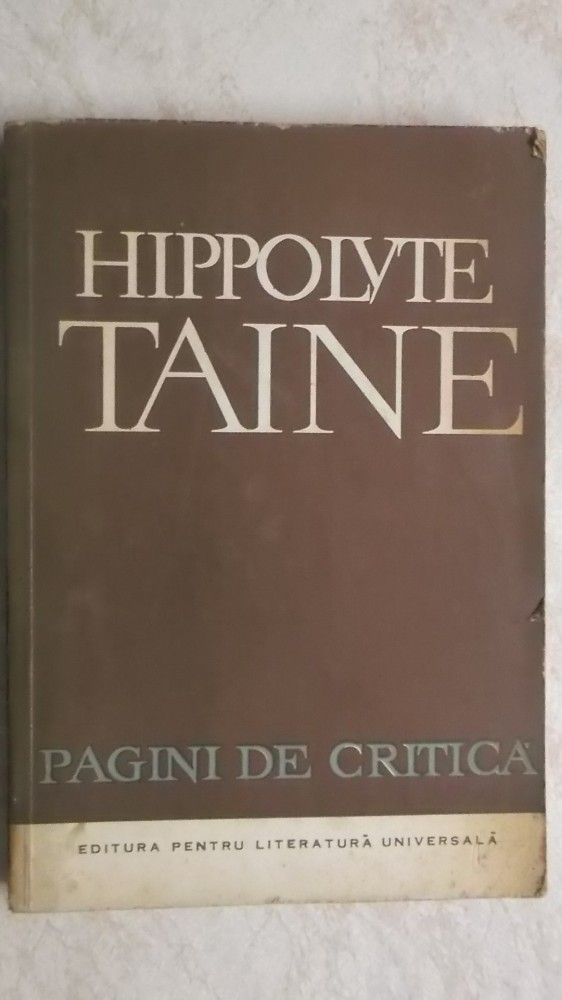 HIPPOLYTE
TAINE
PAGINI DE CRITICĂ
EDITURA PENTRU LITERATURĂ UNIVERSALĂ